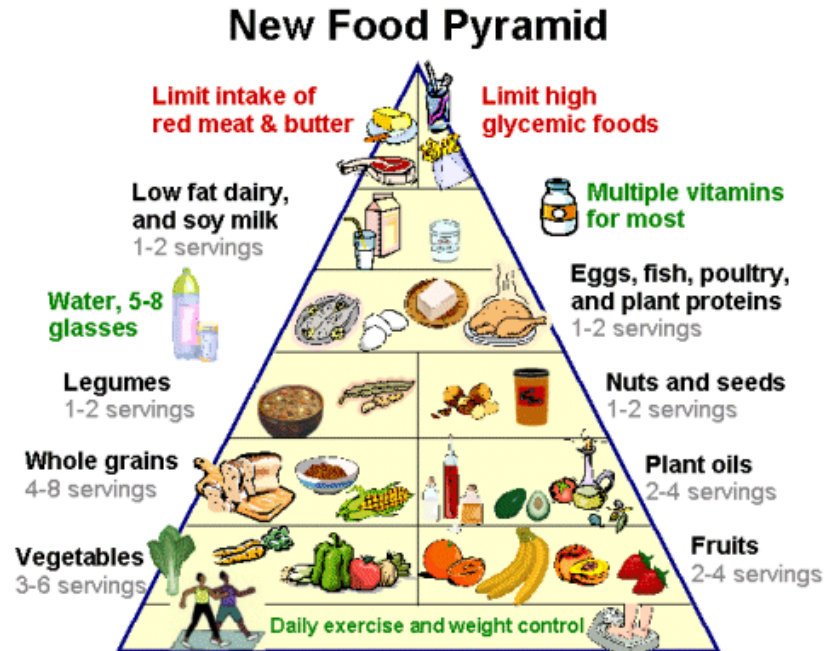 New Food Pyramid
Limit intake of
red meat & butter
Limit high
glycemic foods
Low fat dairy,
and soy milk
1-2 servings
Multiple vitamins
for most
Water, 5-8
glasses
Eggs, fish, poultry,
and plant proteins
1-2 servings
Legumes
1-2 servings
Nuts and seeds
1-2 servings
Whole grains
4-8 servings
Plant oils
2-4 servings
Vegetables
3-6 servings
Fruits
2-4 servings
Daily exercise and weight control